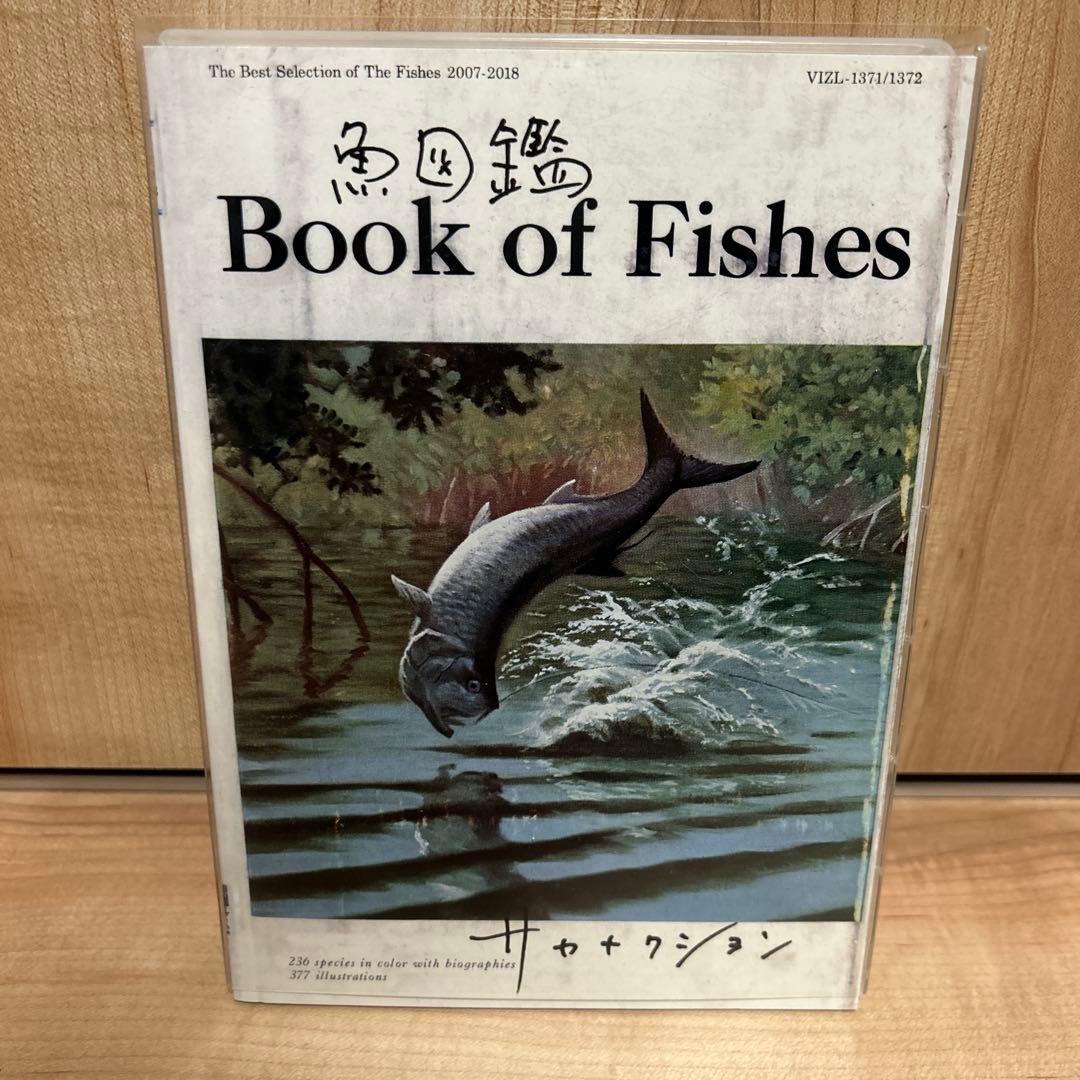 The Best Selection of The Fishes 2007-2018
VIZL-1371/1372
魚図鑑
Book of Fishes
サカナクション
236 species in color with biographies
377 illustrations